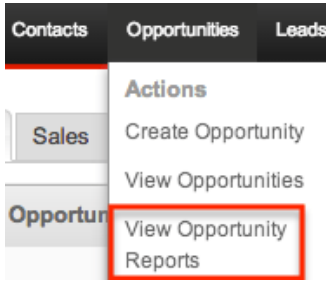 Contacts Opportunities Leads
Actions
Sales
Create Opportunity
View Opportunities
Opportun
View Opportunity
Reports